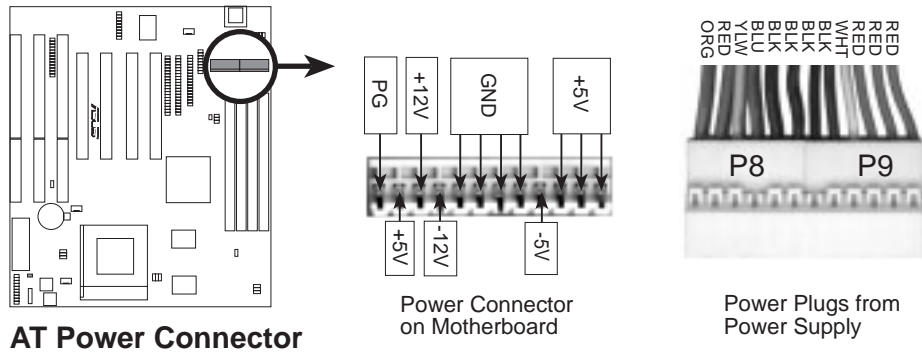 ASUS
PG
+12V
GND
+5V
+5V
-12V
-5V
Power Connector
on Motherboard
ORG
RED
YLW
BLU
BLK
BLK
BLK
BLK
WHT
RED
RED
RED
P8
P9
Power Plugs from
Power Supply
AT Power Connector